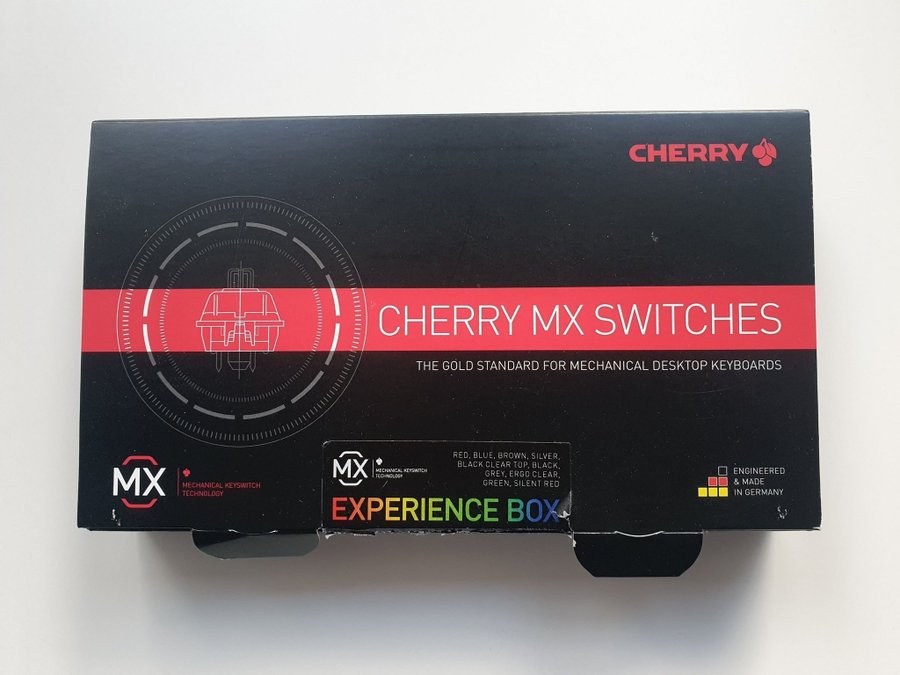 CHERRY
CHERRY MX SWITCHES
THE GOLD STANDARD FOR MECHANICAL DESKTOP KEYBOARDS
MX
MECHANICAL KEYSWITCH
TECHNOLOGY
MX
MECHANICAL KEYSWITCH
TECHNOLOGY
RED, BLUE, BROWN, SILVER,
BLACK CLEAR TOP, BLACK,
GREY, ERGO CLEAR,
GREEN, SILENT RED
EXPERIENCE BOX
ENGINEERED
& MADE
IN GERMANY